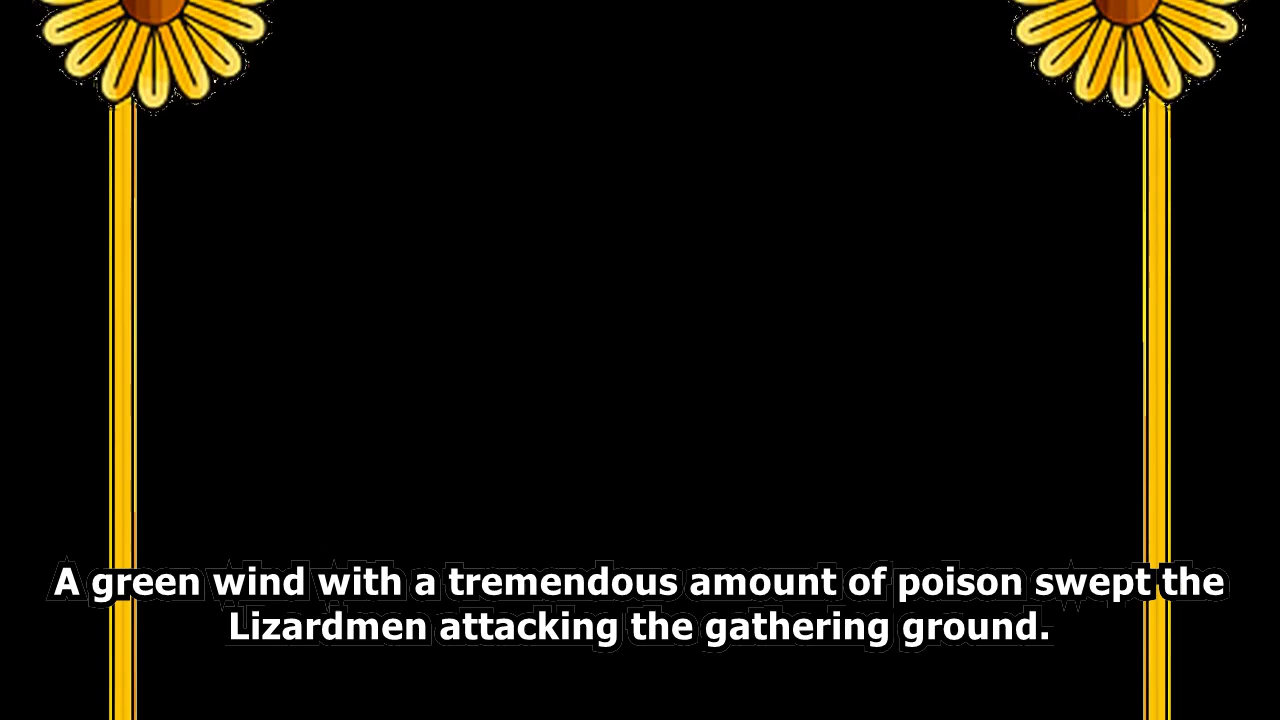 A green wind with a tremendous amount of poison swept the
Lizardmen attacking the gathering ground.